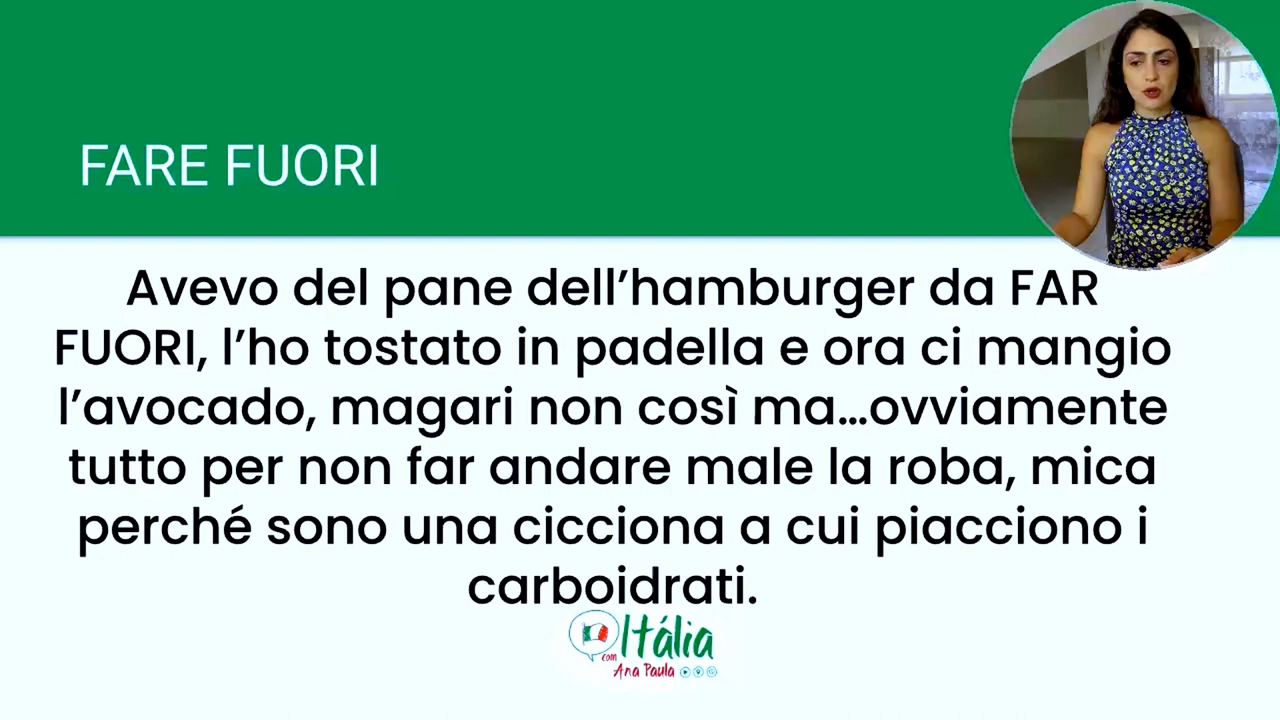 FARE FUORI
Avevo del pane dell’hamburger da FAR
FUORI, l’ho tostato in padella e ora ci mangio
l’avocado, magari non così ma...ovviamente
tutto per non far andare male la roba, mica
perché sono una cicciona a cui piacciono i
carboidrati.
Itália
com
Ana Paula